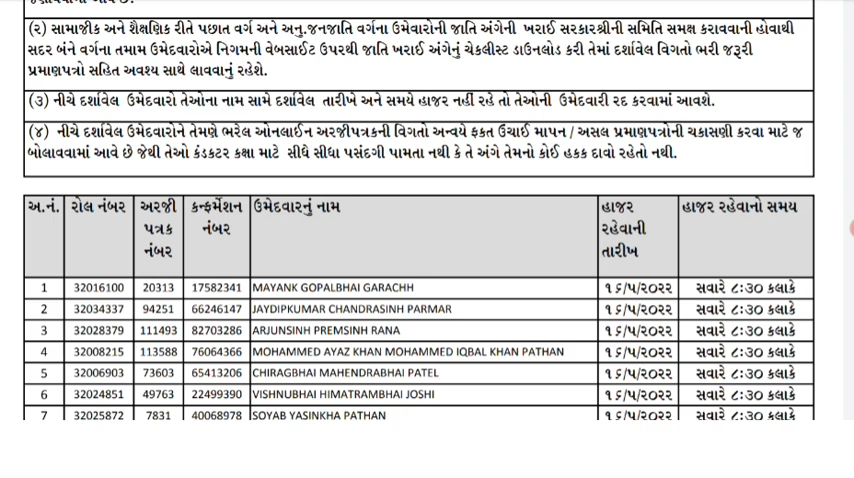 (૨) સામાજીક અને શૈક્ષણિક રીતે પછાત વર્ગ અને અનુ.જનજાતિ વર્ગના ઉમેવારોની જાતિ અંગેની ખરાઈ સરકારશ્રીની સમિતિ સમક્ષ કરાવવાની હોવાથી
સદર બંને વર્ગના તમામ ઉમેદવારોએ નિગમની વેબસાઈટ ઉપરથી જાતિ ખરાઈ અંગેનું ચેકલીસ્ટ ડાઉનલોડ કરી તેમાં દર્શાવેલ વિગતો ભરી જરૂરી
પ્રમાણપત્રો સહિત અવશ્ય સાથે લાવવાનું રહેશે.
(૩) નીચે દર્શાવેલ ઉમેદવારો તેઓના નામ સામે દર્શાવેલ તારીખે અને સમયે હાજર નહીં રહે તો તેઓની ઉમેદવારી રદ કરવામાં આવશે.
(૪) નીચે દર્શાવેલ ઉમેદવારોને તેમણે ભરેલ ઓનલાઈન અરજીપત્રકની વિગતો અન્વયે ફકત ઉંચાઈ માપન / અસલ પ્રમાણપત્રોની ચકાસણી કરવા માટે જ
બોલાવવામાં આવે છે જેથી તેઓ કંડકટર કક્ષા માટે સીધે સીધા પસંદગી પામતા નથી કે તે અંગે તેમનો કોઈ હકક દાવો રહેતો નથી.
અ.નં. રોલ નંબર અરજી પત્રક નંબર કન્ફર્મેશન નંબર ઉમેદવારનું નામ હાજર રહેવાની તારીખ હાજર રહેવાનો સમય
1 32016100 20313 17582341 MAYANK GOPALBHAI GARACHH ૧૬/૫/૨૦૨૨ સવારે ૮:૩૦ કલાકે
2 32034337 94251 66246147 JAYDIPKUMAR CHANDRASINH PARMAR ૧૬/૫/૨૦૨૨ સવારે ૮:૩૦ કલાકે
3 32028379 111493 82703286 ARJUNSINH PREMSINH RANA ૧૬/૫/૨૦૨૨ સવારે ૮:૩૦ કલાકે
4 32008215 113588 76064366 MOHAMMED AYAZ KHAN MOHAMMED IQBAL KHAN PATHAN ૧૬/૫/૨૦૨૨ સવારે ૮:૩૦ કલાકે
5 32006903 73603 65413206 CHIRAGBHAI MAHENDRABHAI PATEL ૧૬/૫/૨૦૨૨ સવારે ૮:૩૦ કલાકે
6 32024851 49763 22499390 VISHNUBHAI HIMATRAMBHAI JOSHI ૧૬/૫/૨૦૨૨ સવારે ૮:૩૦ કલાકે
7 32025872 7831 40068978 SOYAB YASINKHA PATHAN ૧૬/૫/૨૦૨૨ સવારે ૮:૩૦ કલાકે